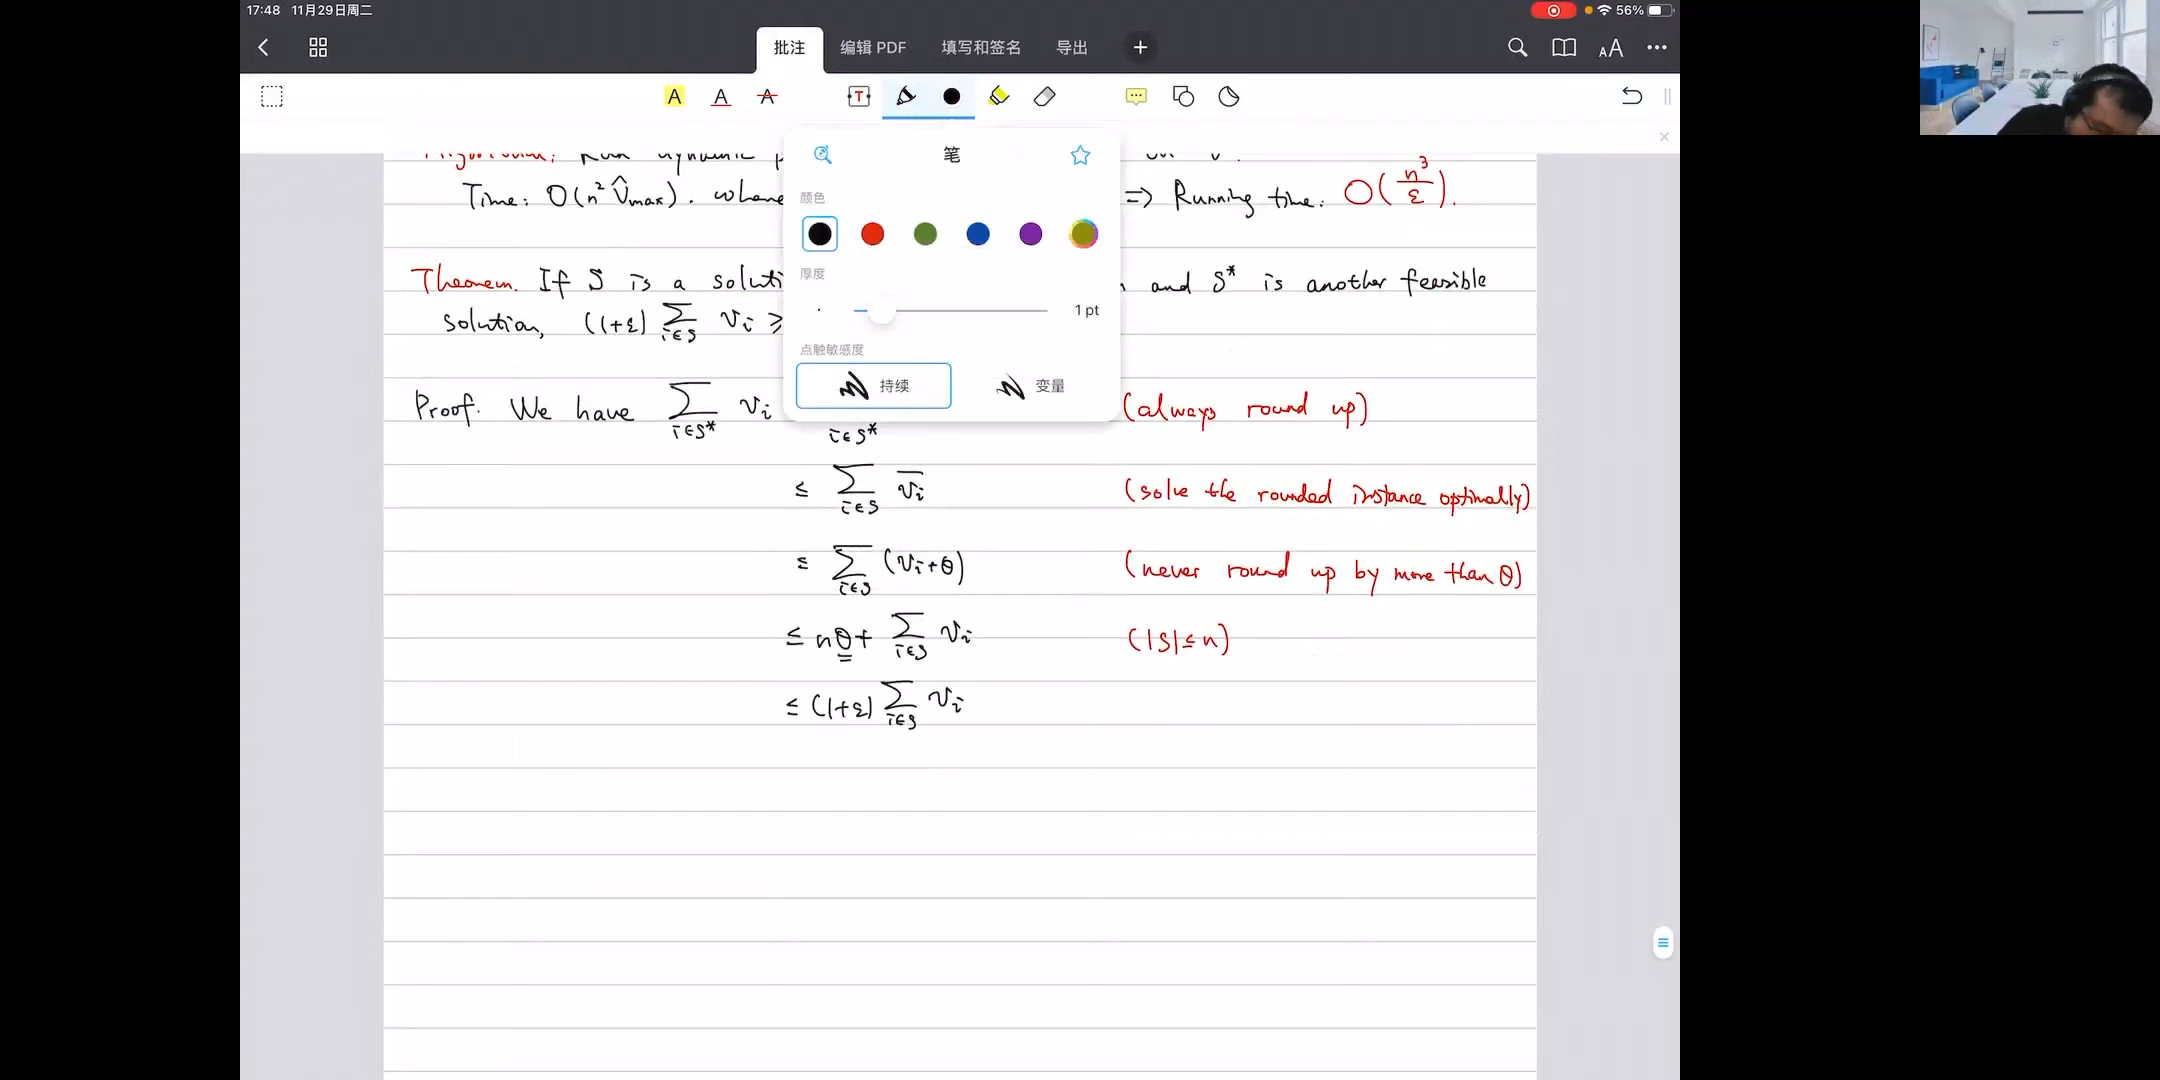 17:48 11月29日周二 56%
批注 编辑 PDF 填写和签名 导出
笔
颜色
厚度
1 pt
点触敏感度
持续 变量
Algorithm: Run dynamic
Time: O(n² V̂max). where => Running time: O(n³/ε).
Theorem. If S is a soluti and S* is another feasible
solution, (1+ε) Σ_{i∈S} vᵢ ≥
Proof. We have Σ_{i∈S*} vᵢ i∈S* (always round up)
≤ Σ_{i∈S} v̄ᵢ (solve the rounded instance optimally)
≤ Σ_{i∈S} (vᵢ+θ) (never round up by more than θ)
≤ nθ + Σ_{i∈S} vᵢ (|S| ≤ n)
≤ (1+ε) Σ_{i∈S} vᵢ